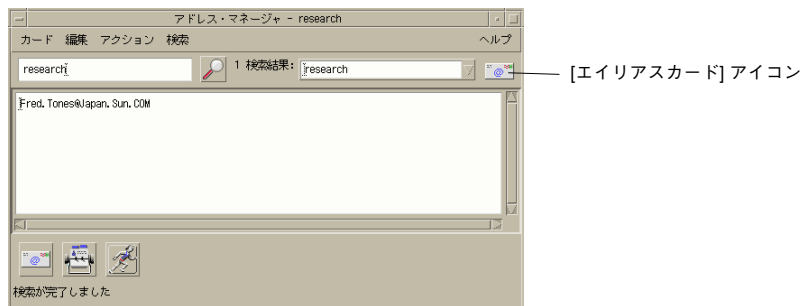 アドレス・マネージャ - research
カード 編集 アクション 検索 ヘルプ
research 1 検索結果: research
[エイリアスカード] アイコン
Fred.Tones@Japan.Sun.COM
検索が完了しました